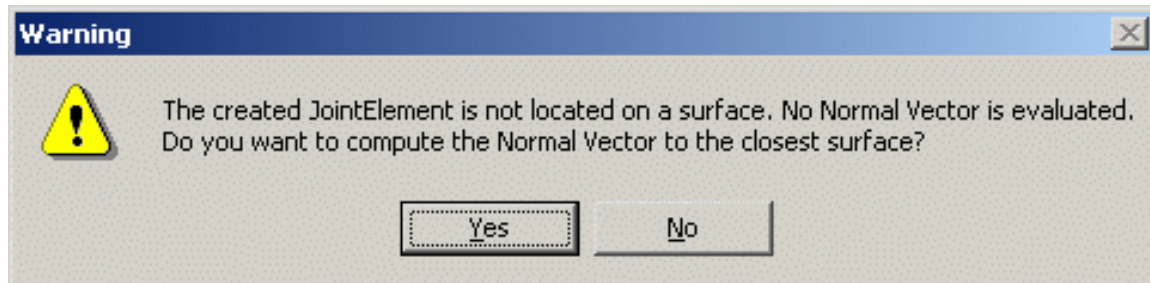 Warning
The created JointElement is not located on a surface. No Normal Vector is evaluated.
Do you want to compute the Normal Vector to the closest surface?
Yes No